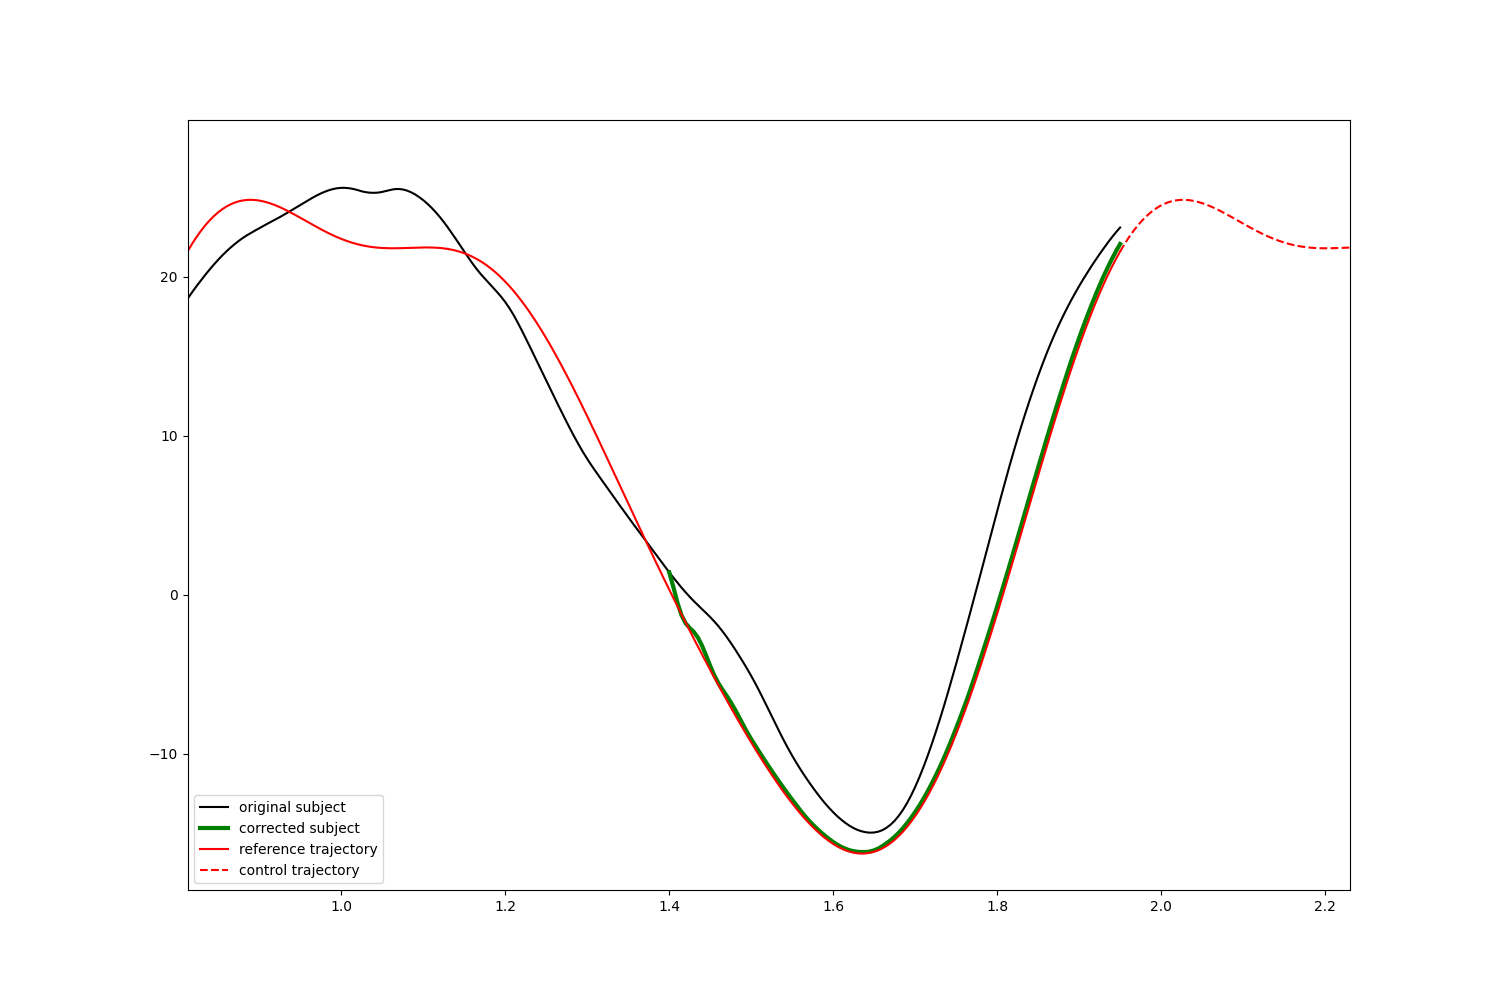 20
10
0
−10
original subject
corrected subject
reference trajectory
control trajectory
1.0 1.2 1.4 1.6 1.8 2.0 2.2